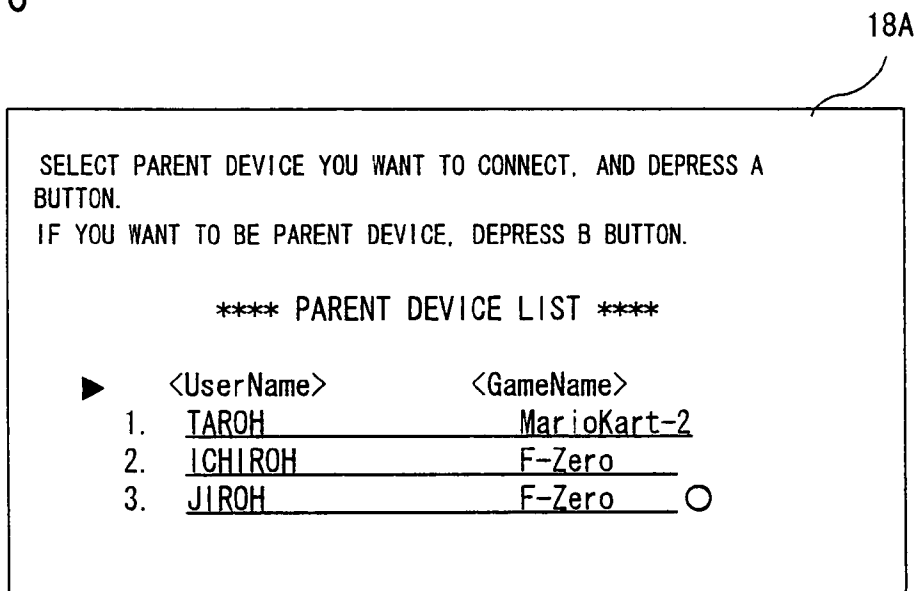 18A
SELECT PARENT DEVICE YOU WANT TO CONNECT, AND DEPRESS A
BUTTON.
IF YOU WANT TO BE PARENT DEVICE, DEPRESS B BUTTON.
**** PARENT DEVICE LIST ****
▶ <UserName> <GameName>
1. TAROH MarioKart-2
2. ICHIROH F-Zero
3. JIROH F-Zero ○